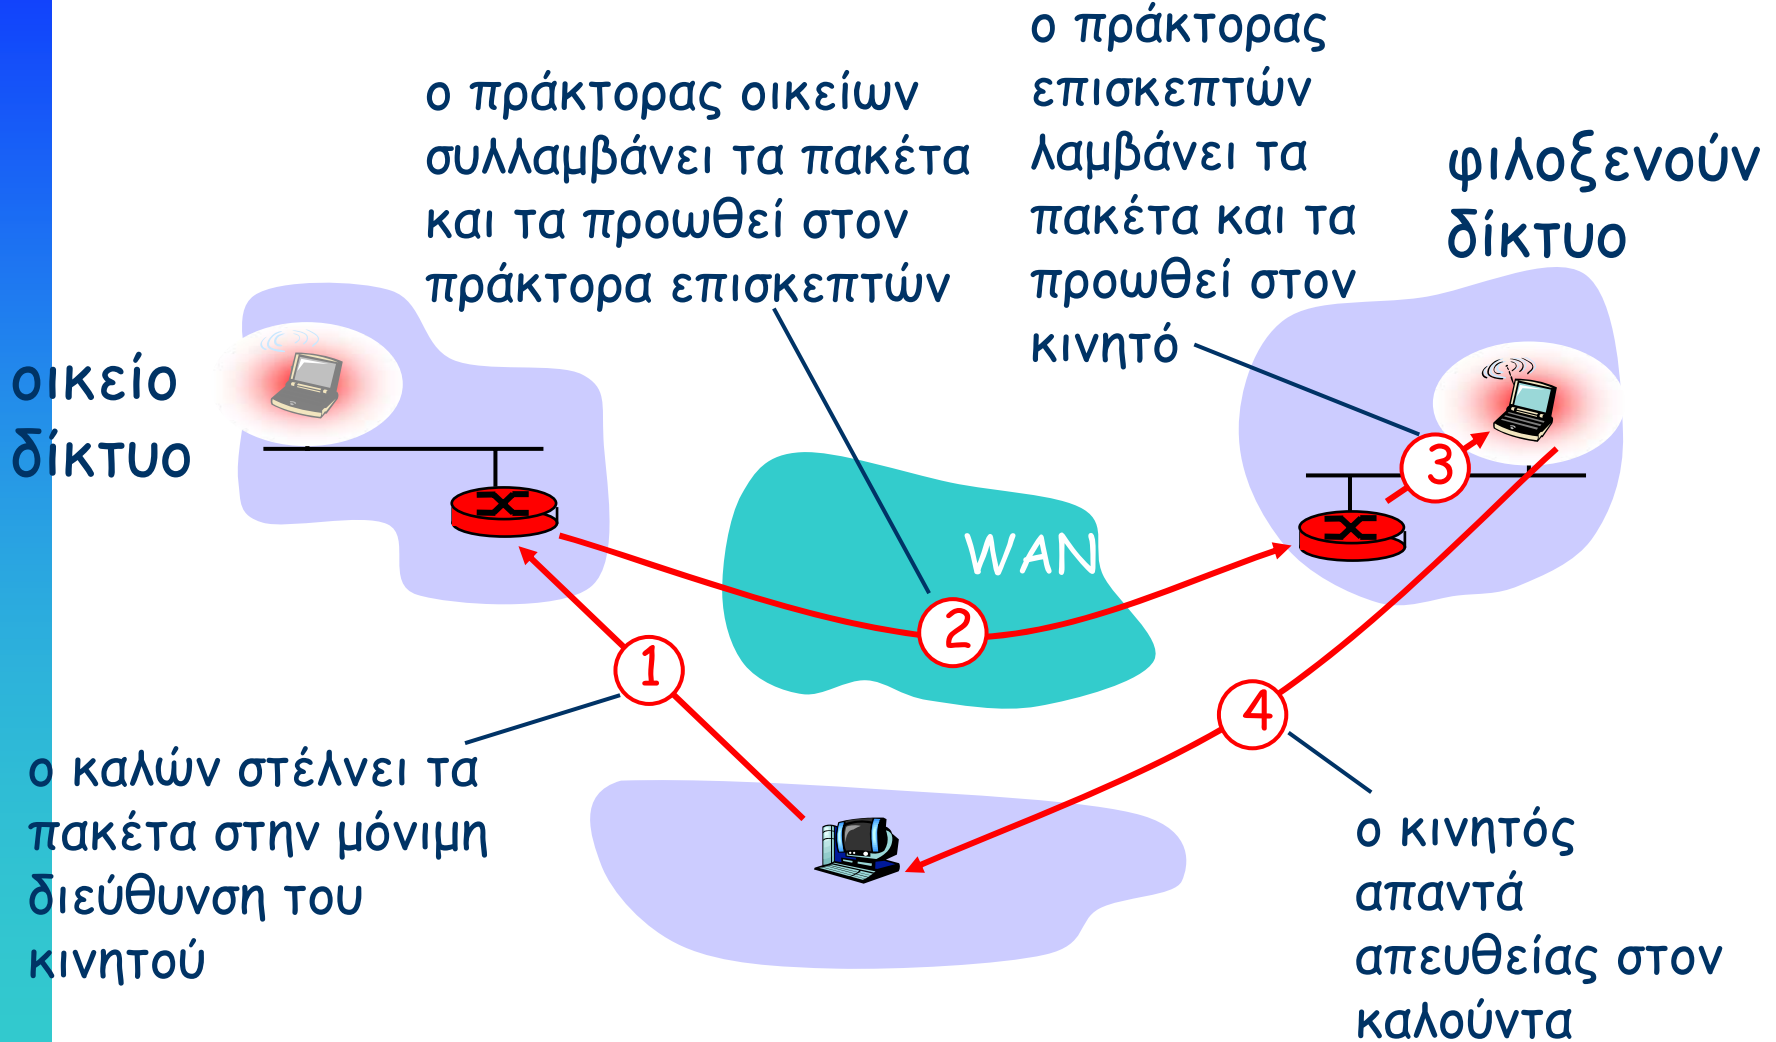 ο πράκτορας οικείων
συλλαμβάνει τα πακέτα
και τα προωθεί στον
πράκτορα επισκεπτών
ο πράκτορας
επισκεπτών
λαμβάνει τα
πακέτα και τα
προωθεί στον
κινητό
φιλοξενούν
δίκτυο
οικείο
δίκτυο
WAN
3
2
1
4
ο καλών στέλνει τα
πακέτα στην μόνιμη
διεύθυνση του
κινητού
ο κινητός
απαντά
απευθείας στον
καλούντα